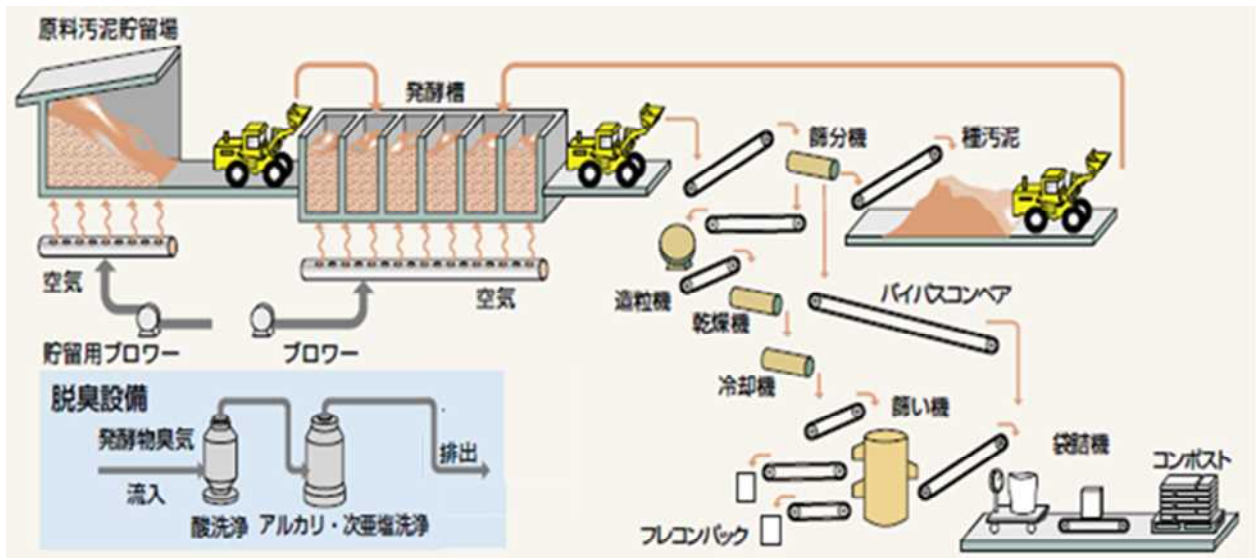 原料汚泥貯留場
発酵槽
篩分機
種汚泥
空気
空気
造粒機
バイパスコンベア
貯留用ブロワー
ブロワー
乾燥機
冷却機
脱臭設備
発酵物臭気
流入
排出
酸洗浄
アルカリ・次亜塩洗浄
篩い機
袋詰機
コンポスト
フレコンバック